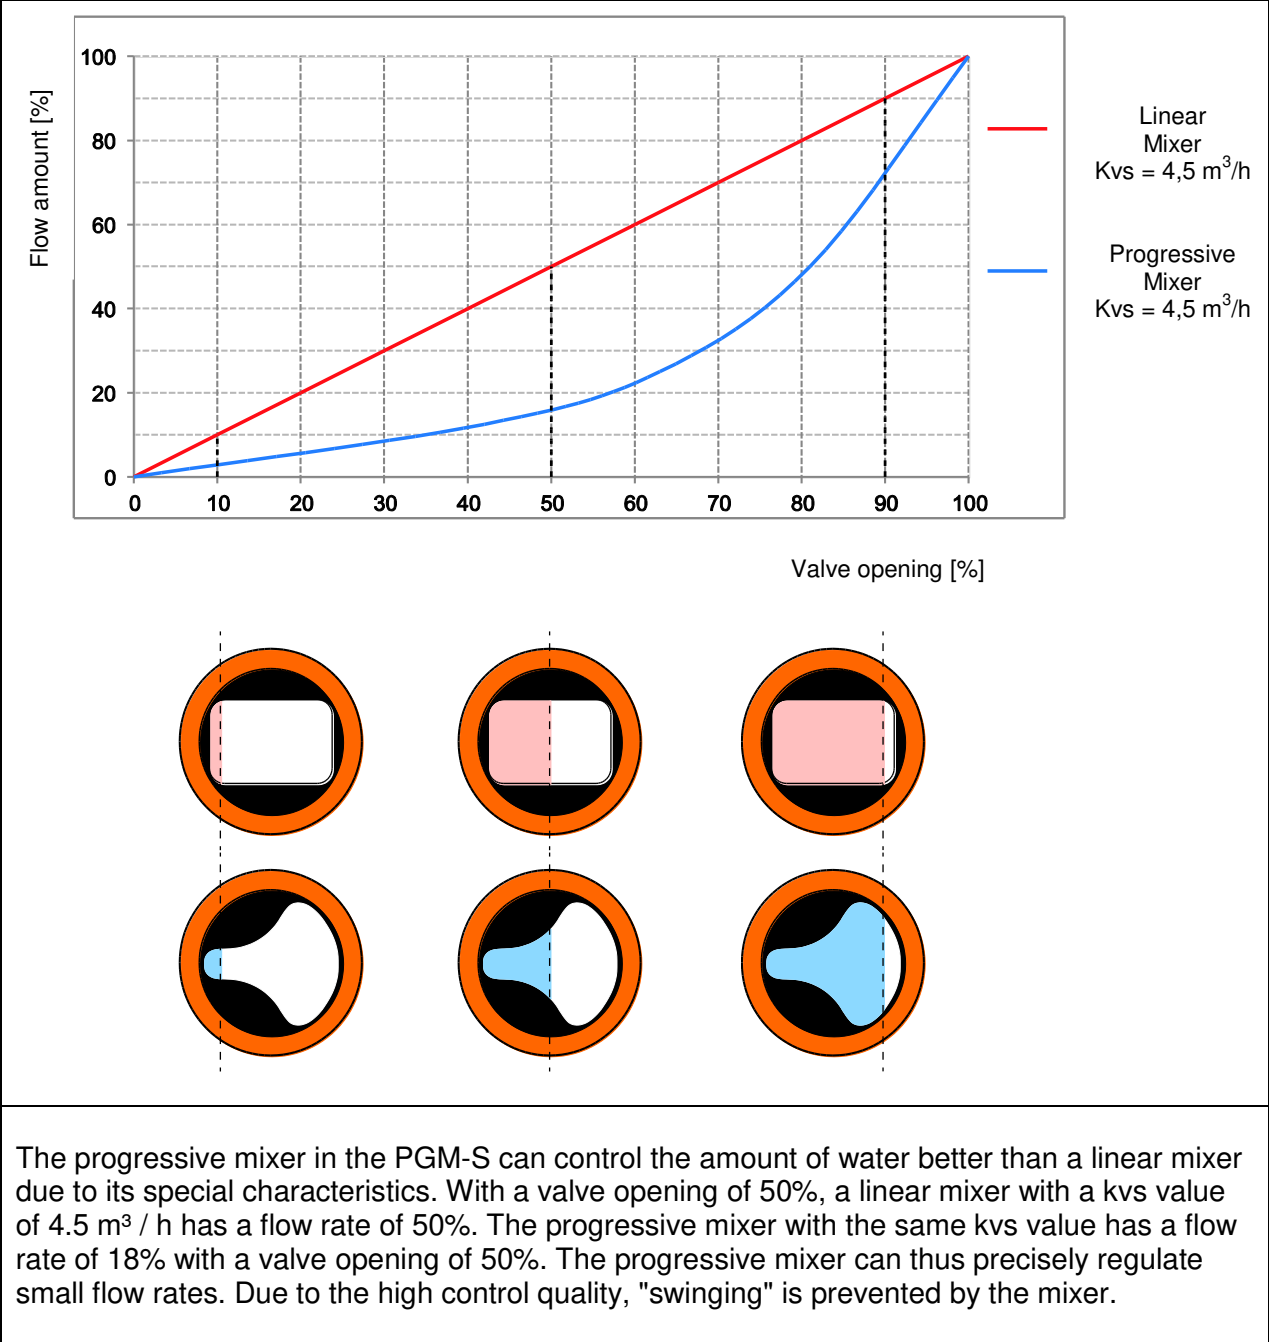 100
80
60
40
20
0
Flow amount [%]
0 10 20 30 40 50 60 70 80 90 100
Valve opening [%]
Linear
Mixer
Kvs = 4,5 m³/h
Progressive
Mixer
Kvs = 4,5 m³/h
The progressive mixer in the PGM-S can control the amount of water better than a linear mixer
due to its special characteristics. With a valve opening of 50%, a linear mixer with a kvs value
of 4.5 m³ / h has a flow rate of 50%. The progressive mixer with the same kvs value has a flow
rate of 18% with a valve opening of 50%. The progressive mixer can thus precisely regulate
small flow rates. Due to the high control quality, "swinging" is prevented by the mixer.